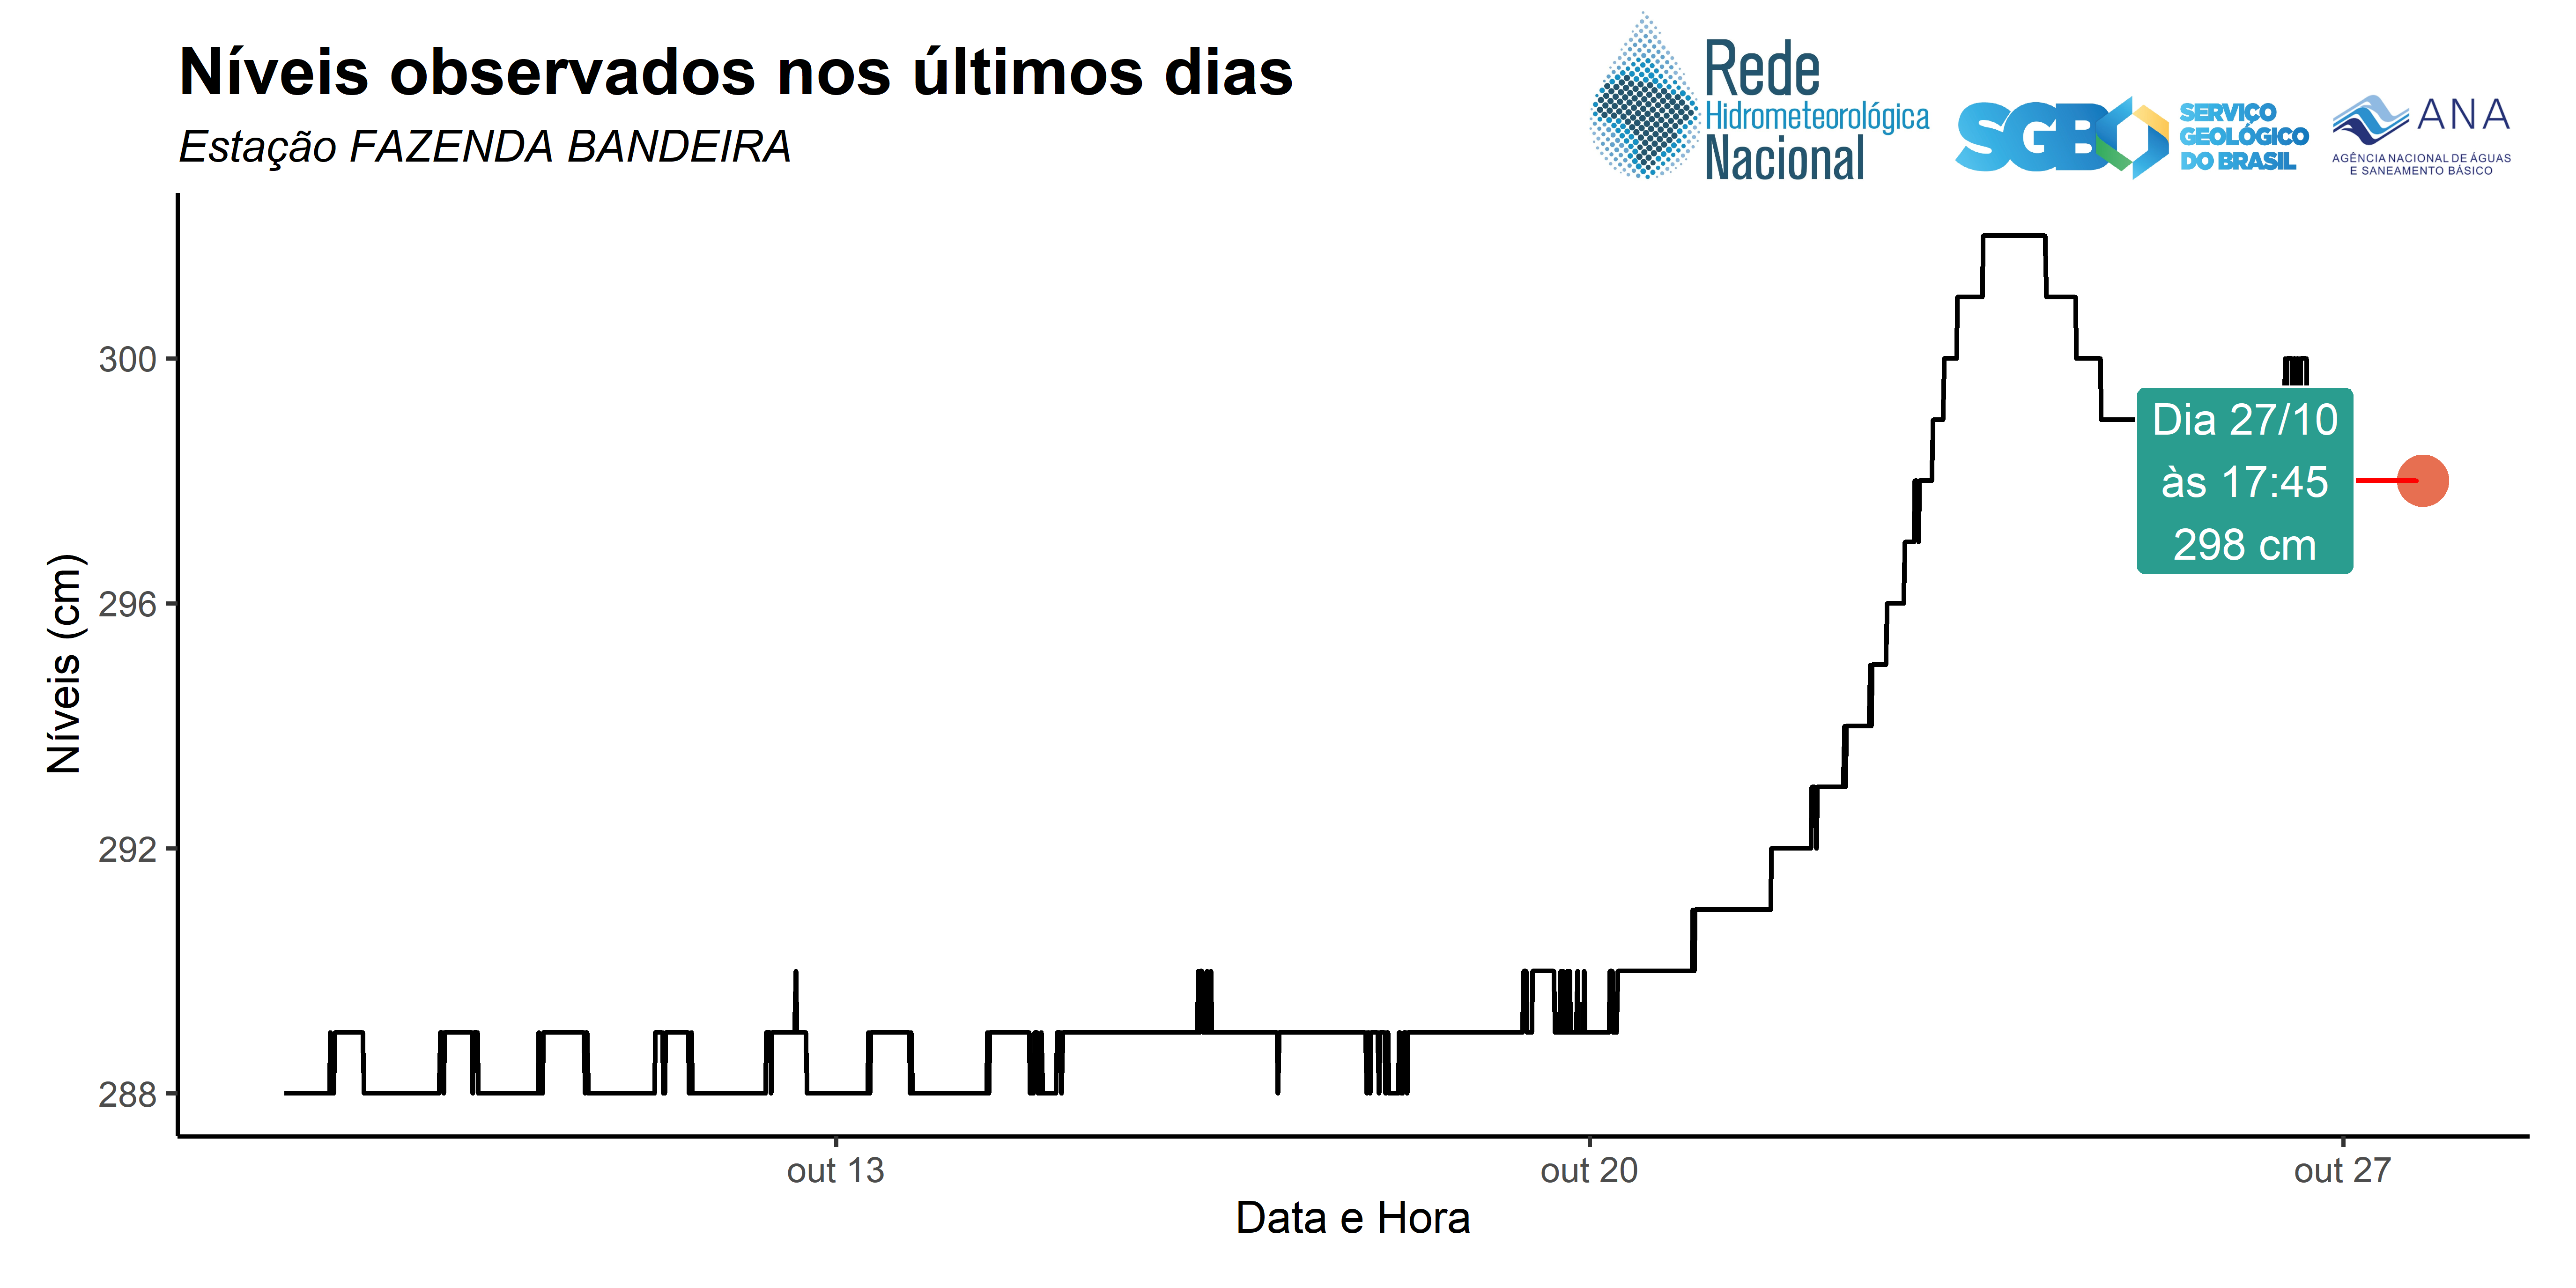 Níveis observados nos últimos dias
Estação FAZENDA BANDEIRA
Rede
Hidrometeorológica
Nacional
SGB
SERVIÇO
GEOLÓGICO
DO BRASIL
ANA
AGÊNCIA NACIONAL DE ÁGUAS
E SANEAMENTO BÁSICO
Níveis (cm)
300
296
292
288
Dia 27/10
às 17:45
298 cm
out 13
out 20
out 27
Data e Hora